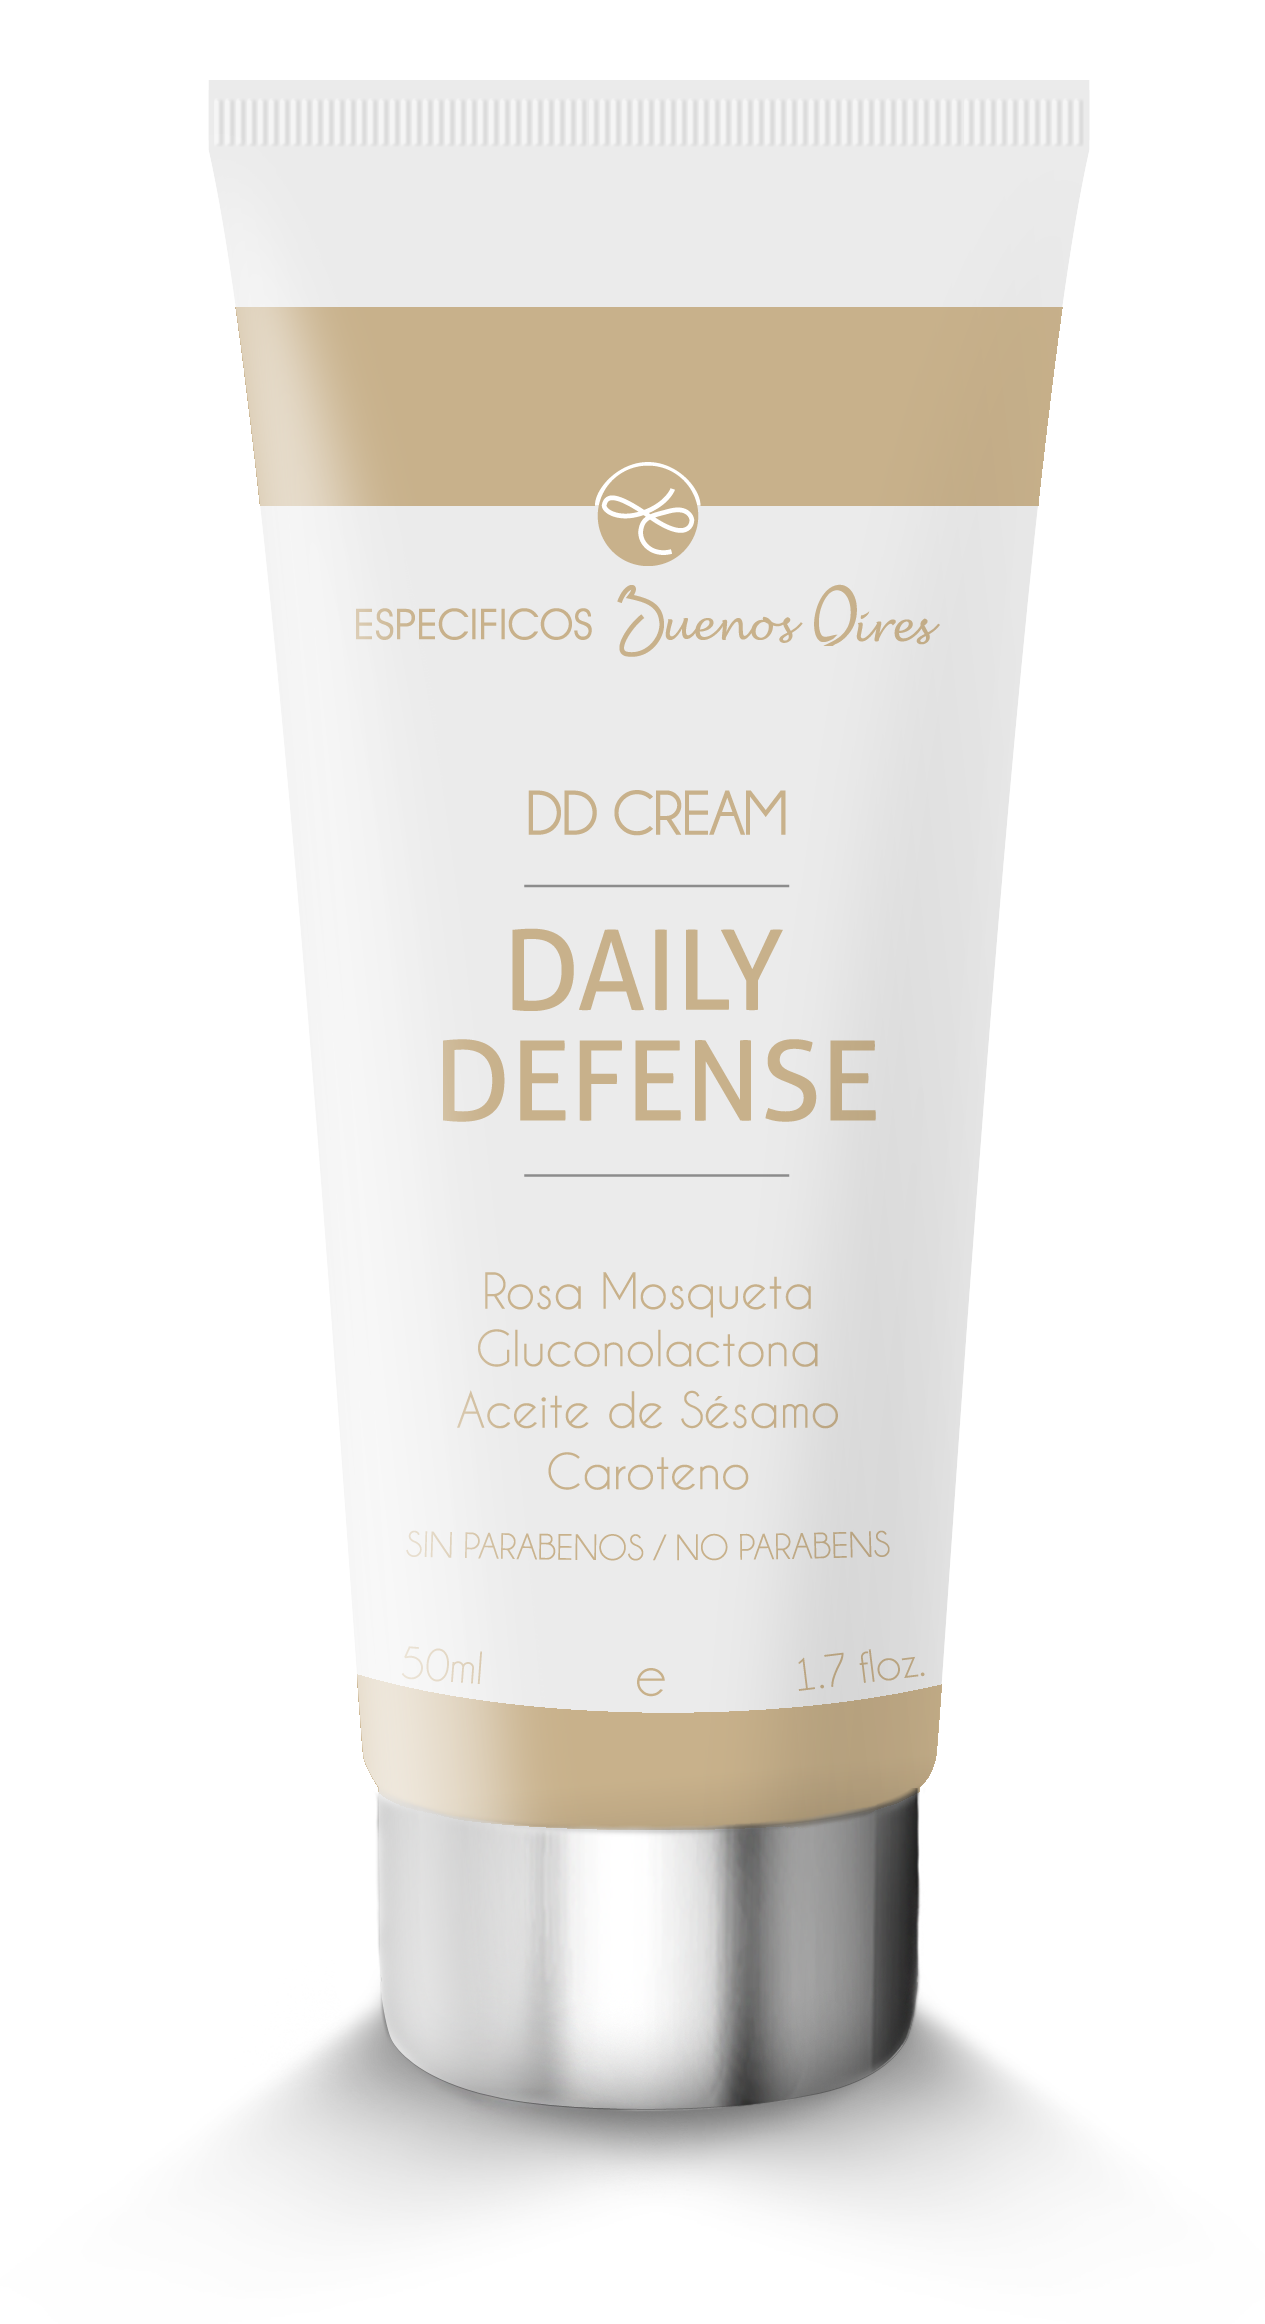 ESPECIFICOS Buenos Aires
DD CREAM
DAILY
DEFENSE
Rosa Mosqueta
Gluconolactona
Aceite de Sésamo
Caroteno
SIN PARABENOS / NO PARABENS
50ml e 1.7 floz.